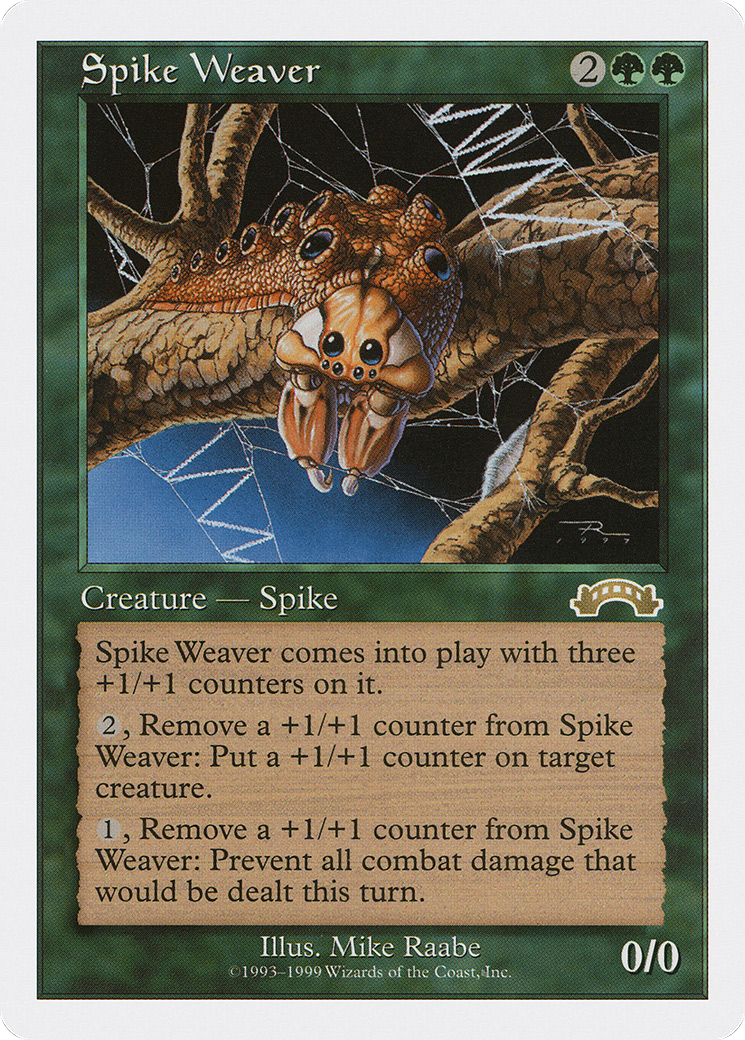 Spike Weaver 2
R
1997
Creature — Spike
Spike Weaver comes into play with three
+1/+1 counters on it.
2, Remove a +1/+1 counter from Spike
Weaver: Put a +1/+1 counter on target
creature.
1, Remove a +1/+1 counter from Spike
Weaver: Prevent all combat damage that
would be dealt this turn.
Illus. Mike Raabe
©1993–1999 Wizards of the Coast, Inc.
0/0